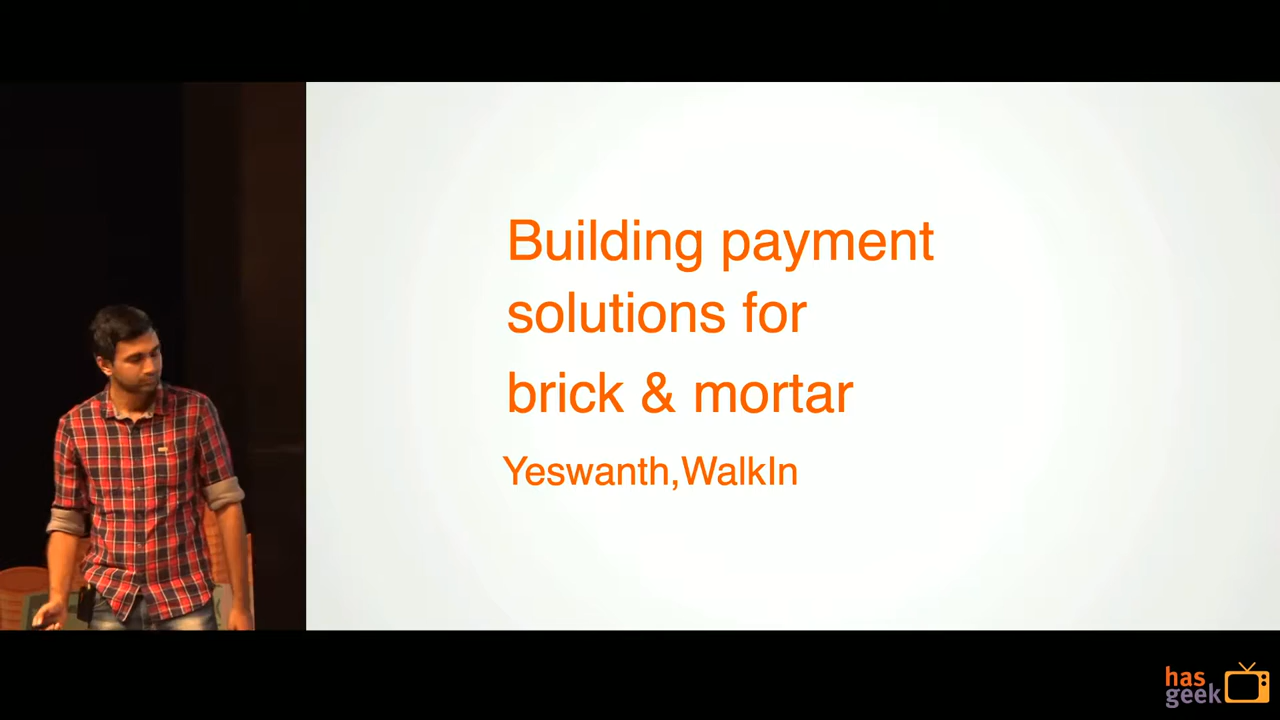 Building payment
solutions for
brick & mortar
Yeswanth,WalkIn
has
geek